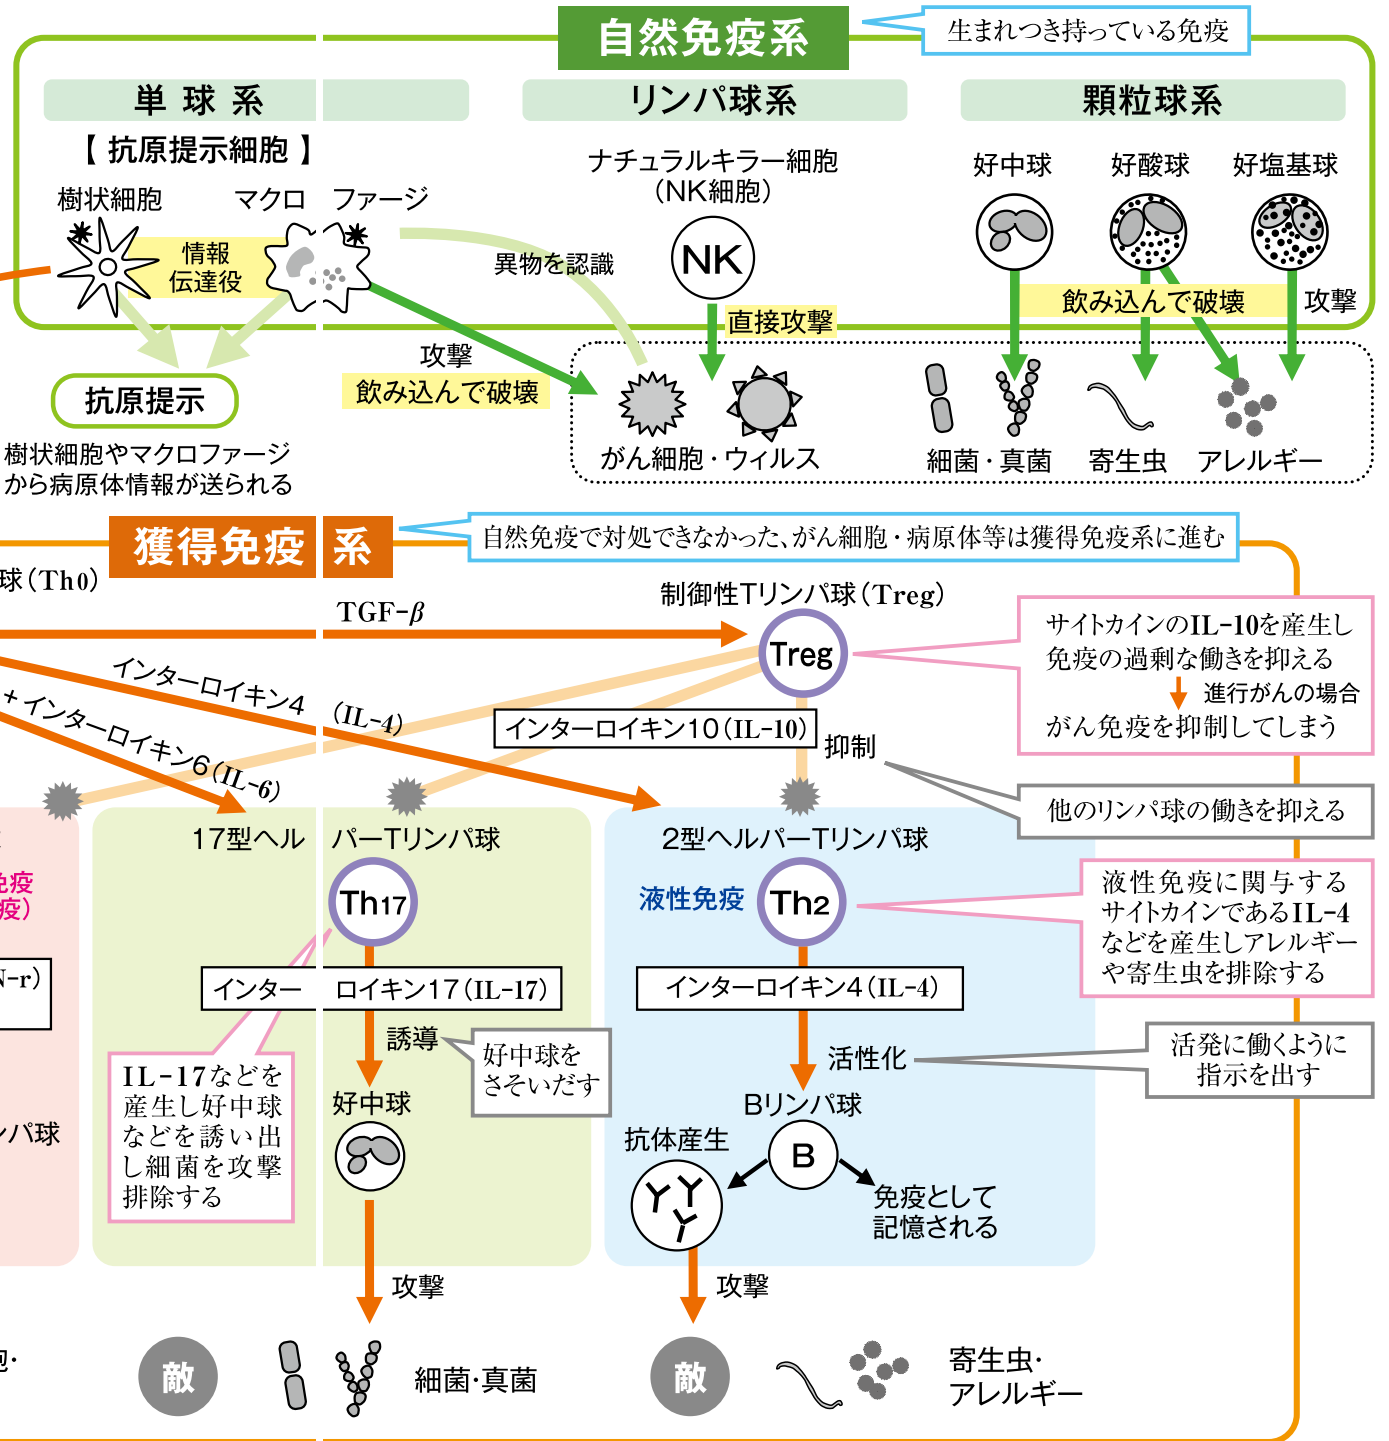 自然免疫系
生まれつき持っている免疫
単球系
リンパ球系
顆粒球系
【抗原提示細胞】
樹状細胞
マクロファージ
情報
伝達役
ナチュラルキラー細胞
（NK細胞）
NK
好中球
好酸球
好塩基球
異物を認識
直接攻撃
飲み込んで破壊
攻撃
攻撃
飲み込んで破壊
抗原提示
樹状細胞やマクロファージ
から病原体情報が送られる
がん細胞・ウィルス
細菌・真菌
寄生虫
アレルギー
獲得免疫系
自然免疫で対処できなかった、がん細胞・病原体等は獲得免疫系に進む
球（Th0）
TGF-β
制御性Tリンパ球（Treg）
Treg
サイトカインのIL-10を産生し
免疫の過剰な働きを抑える
進行がんの場合
がん免疫を抑制してしまう
インターロイキン4（IL-4）
+インターロイキン6（IL-6）
インターロイキン10（IL-10）
抑制
他のリンパ球の働きを抑える
17型ヘルパーTリンパ球
Th17
2型ヘルパーTリンパ球
液性免疫
Th2
液性免疫に関与する
サイトカインであるIL-4
などを産生しアレルギー
や寄生虫を排除する
免疫
疫）
N-r）
インターロイキン17（IL-17）
インターロイキン4（IL-4）
誘導
好中球を
さそいだす
活性化
活発に働くように
指示を出す
IL-17などを
産生し好中球
などを誘い出
し細菌を攻撃
排除する
好中球
Bリンパ球
B
抗体産生
免疫として
記憶される
ンパ球
攻撃
攻撃
敵
細菌・真菌
敵
寄生虫・
アレルギー